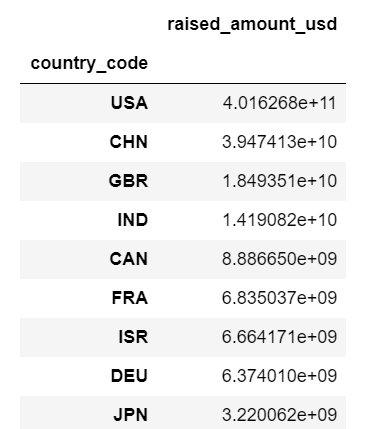 raised_amount_usd
country_code
USA 4.016268e+11
CHN 3.947413e+10
GBR 1.849351e+10
IND 1.419082e+10
CAN 8.886650e+09
FRA 6.835037e+09
ISR 6.664171e+09
DEU 6.374010e+09
JPN 3.220062e+09